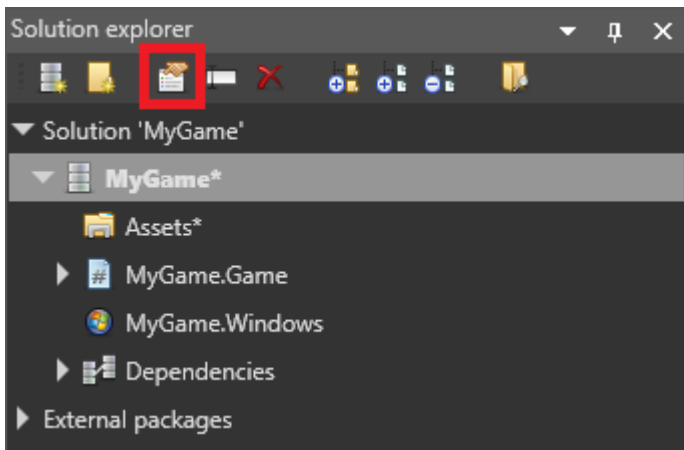 Solution explorer
Solution 'MyGame'
MyGame*
Assets*
MyGame.Game
MyGame.Windows
Dependencies
External packages